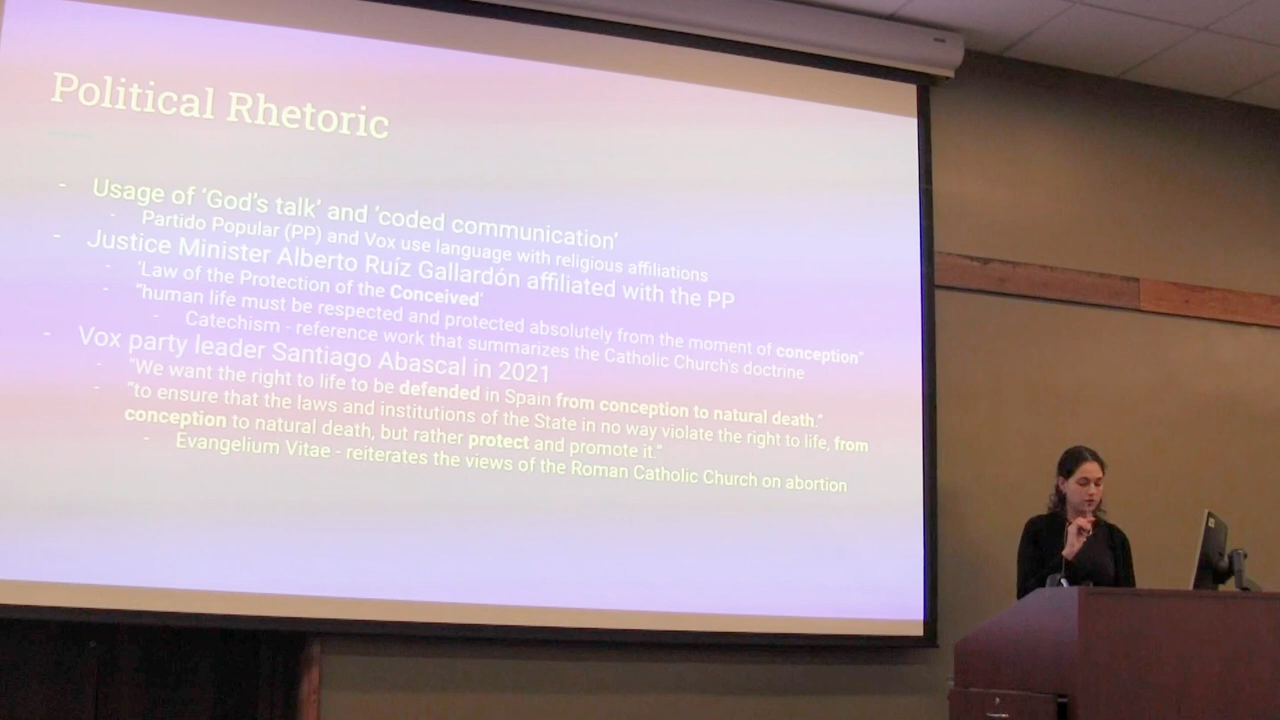 Political Rhetoric
- Usage of ‘God's talk’ and ‘coded communication’
- Partido Popular (PP) and Vox use language with religious affiliations
- Justice Minister Alberto Ruíz Gallardón affiliated with the PP
- ‘Law of the Protection of the Conceived’
- “human life must be respected and protected absolutely from the moment of conception”
- Catechism - reference work that summarizes the Catholic Church's doctrine
- Vox party leader Santiago Abascal in 2021
- “We want the right to life to be defended in Spain from conception to natural death.”
- “to ensure that the laws and institutions of the State in no way violate the right to life, from
conception to natural death, but rather protect and promote it.”
- Evangelium Vitae - reiterates the views of the Roman Catholic Church on abortion